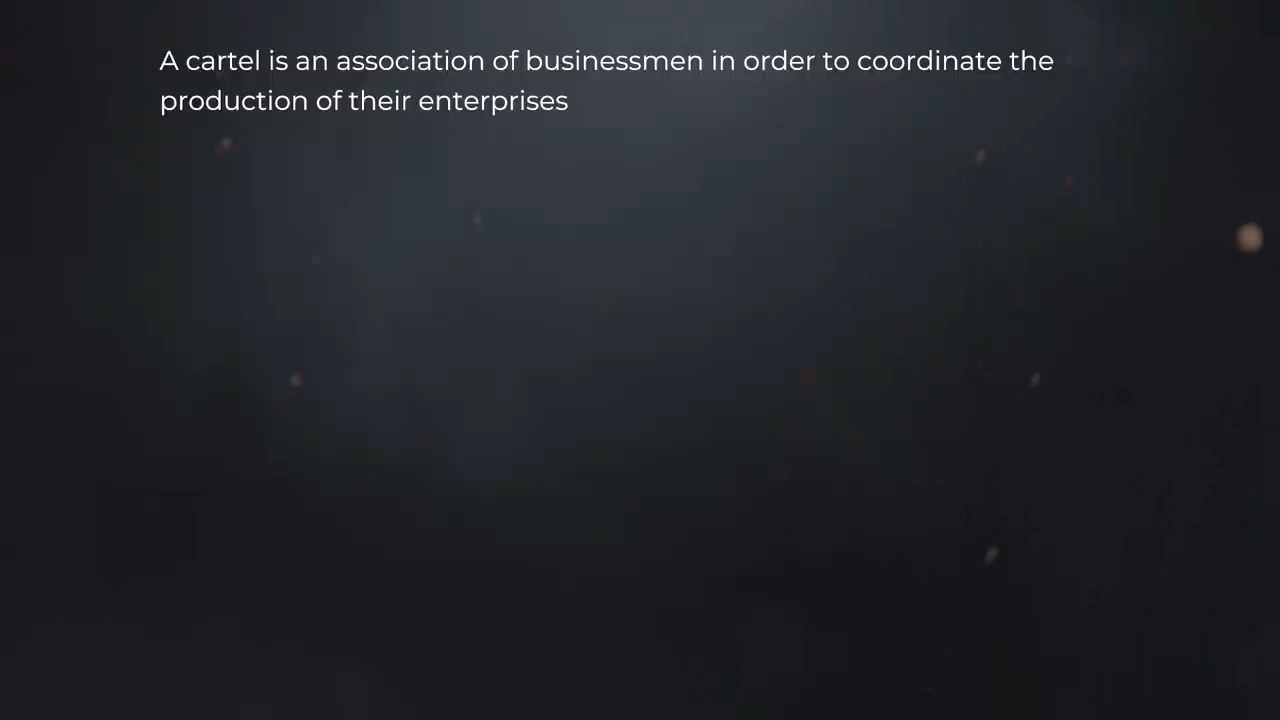 A cartel is an association of businessmen in order to coordinate the
production of their enterprises